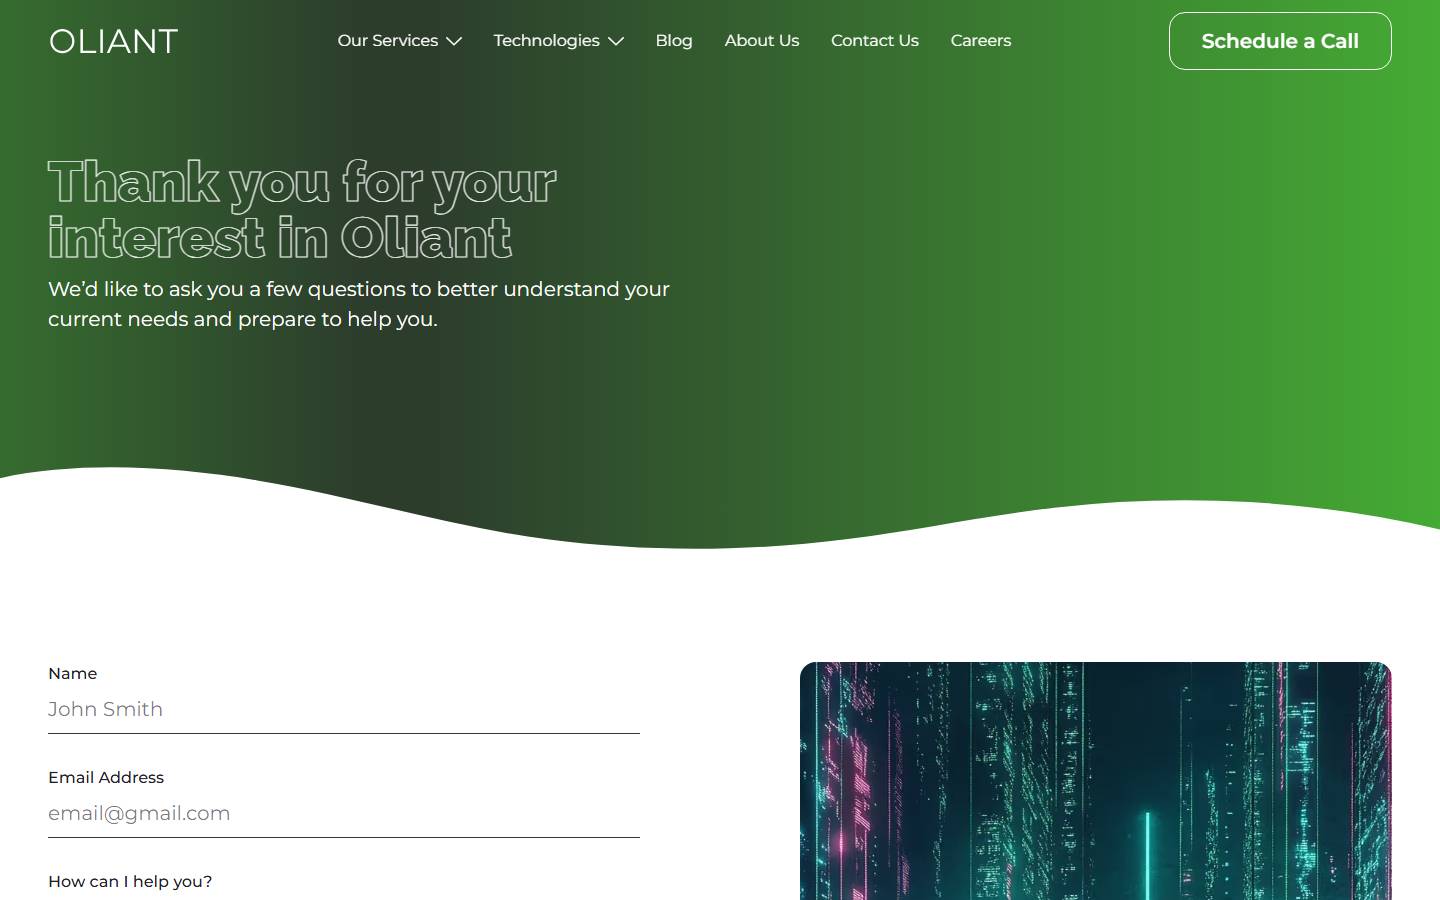 OLIANT
Our Services
Technologies
Blog
About Us
Contact Us
Careers
Schedule a Call
Thank you for your
interest in Oliant
We’d like to ask you a few questions to better understand your
current needs and prepare to help you.
Name
John Smith
Email Address
email@gmail.com
How can I help you?